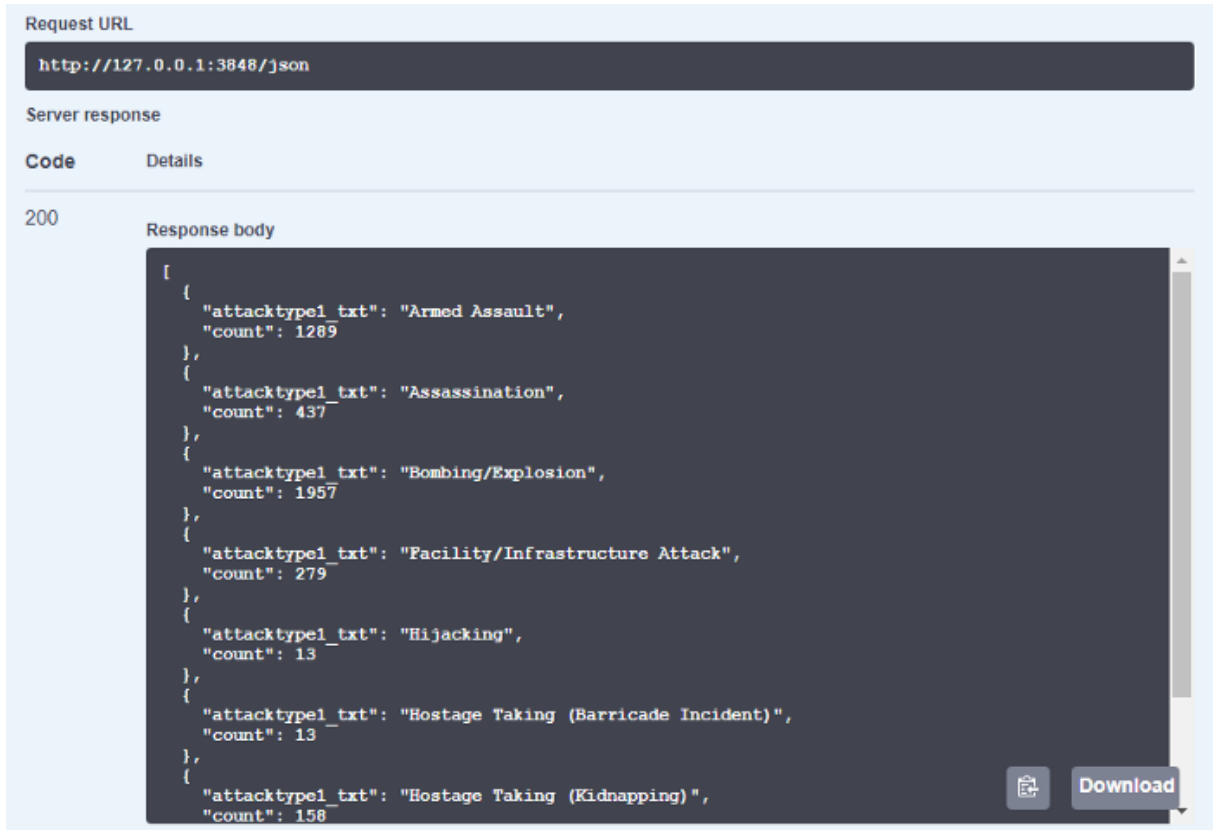 Request URL
http://127.0.0.1:3848/json
Server response
Code Details
200
Response body
[
{
"attacktype1_txt": "Armed Assault",
"count": 1289
},
{
"attacktype1_txt": "Assassination",
"count": 437
},
{
"attacktype1_txt": "Bombing/Explosion",
"count": 1957
},
{
"attacktype1_txt": "Facility/Infrastructure Attack",
"count": 279
},
{
"attacktype1_txt": "Hijacking",
"count": 13
},
{
"attacktype1_txt": "Hostage Taking (Barricade Incident)",
"count": 13
},
{
"attacktype1_txt": "Hostage Taking (Kidnapping)",
"count": 158
Download